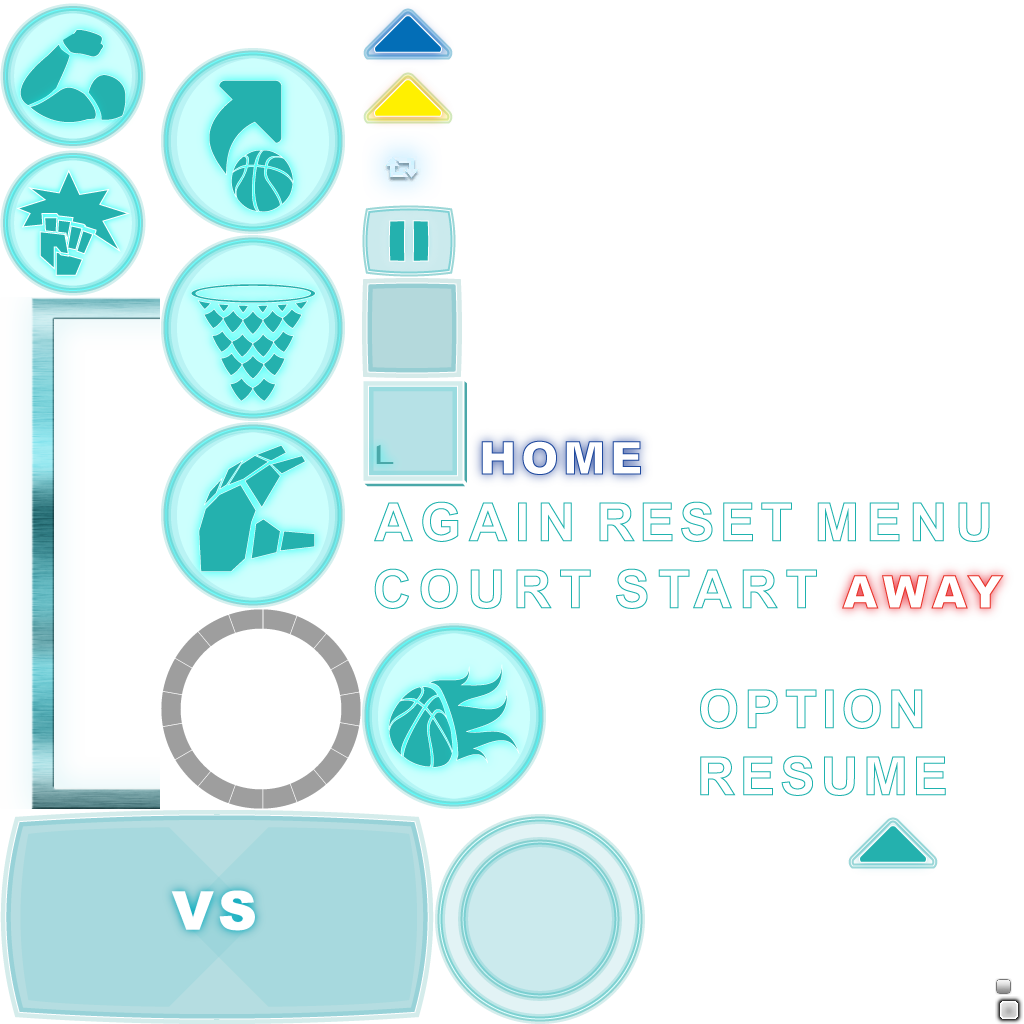 L
HOME
AGAIN RESET MENU
COURT START AWAY
OPTION
RESUME
VS